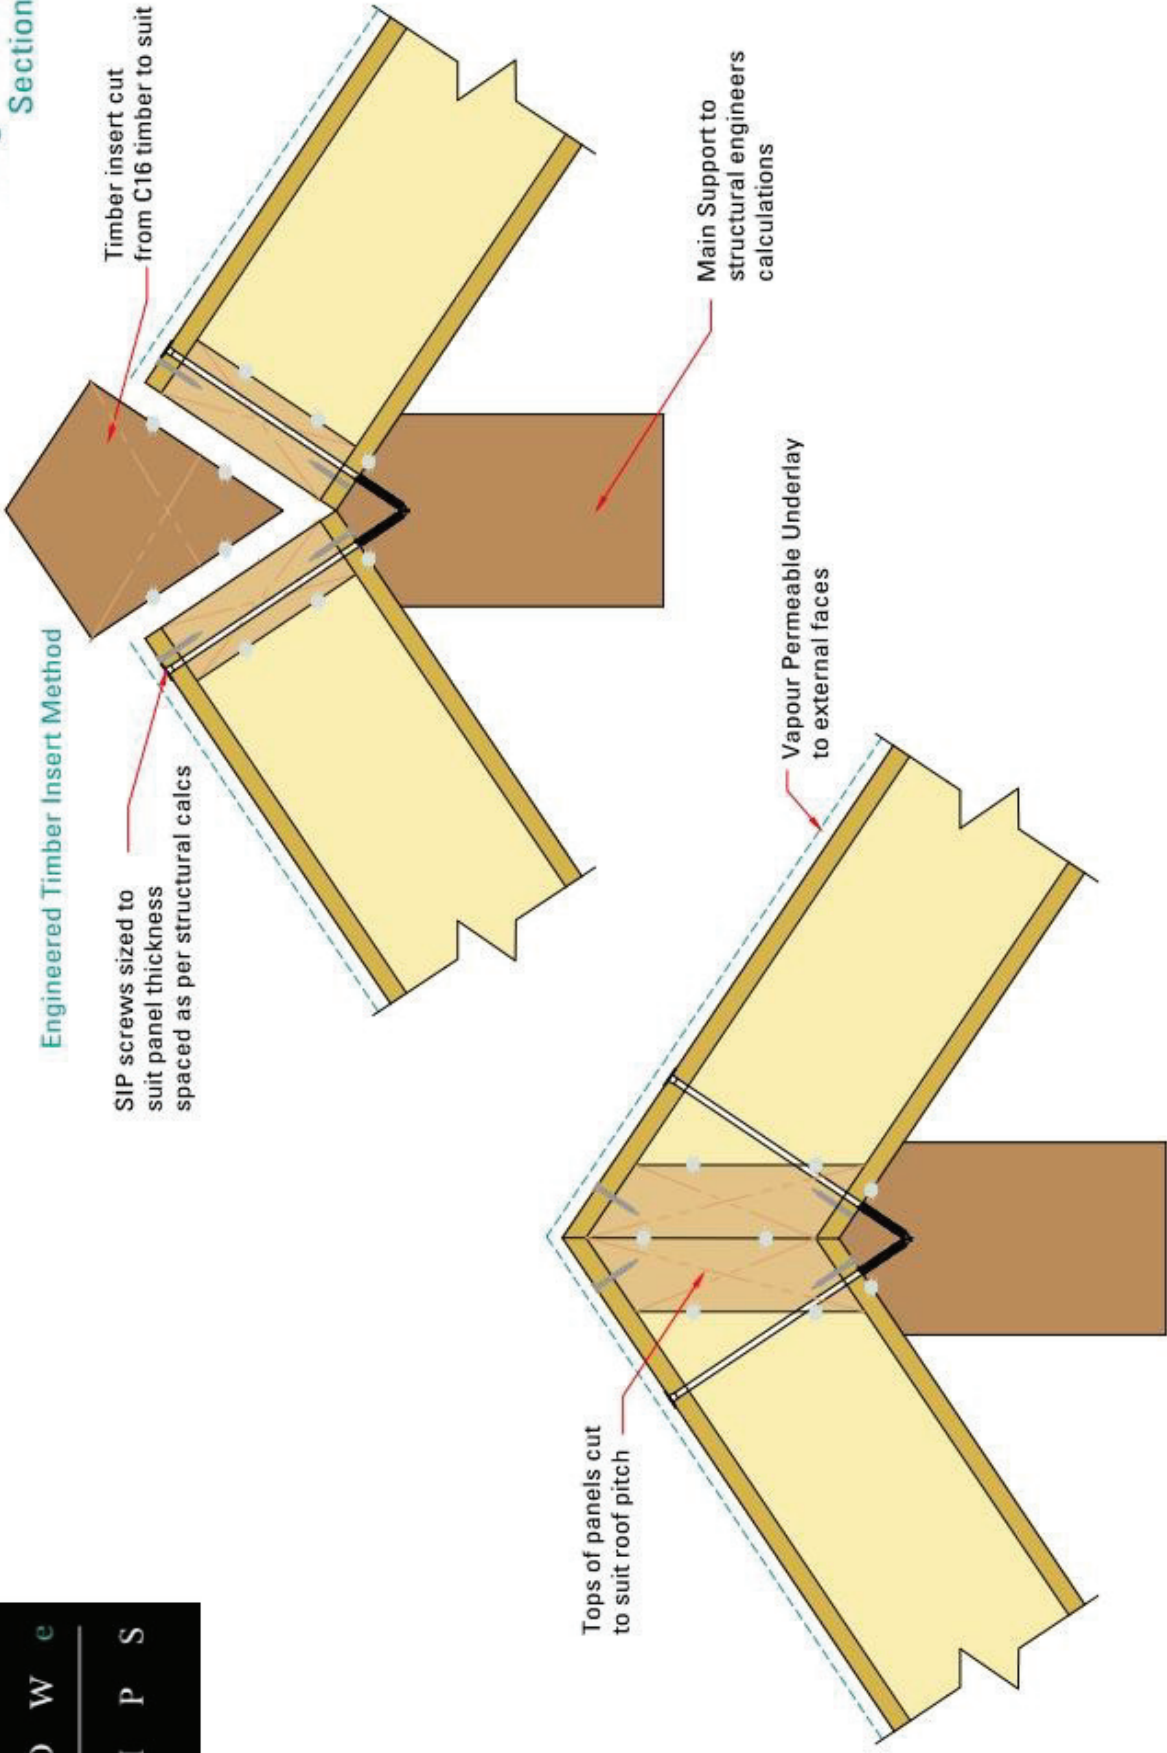 Section
Engineered Timber Insert Method
Timber insert cut
from C16 timber to suit
SIP screws sized to
suit panel thickness
spaced as per structural calcs
Main Support to
structural engineers
calculations
Vapour Permeable Underlay
to external faces
Tops of panels cut
to suit roof pitch